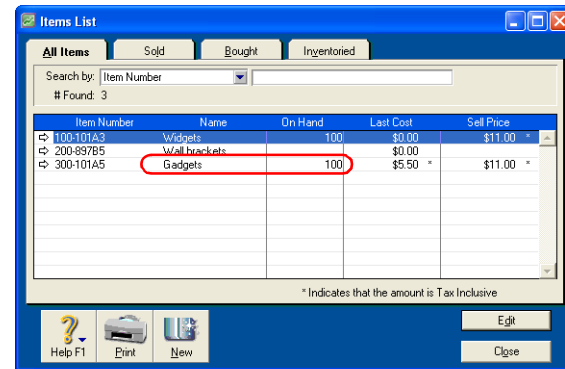 Items List
All Items Sold Bought Inventoried
Search by: Item Number
# Found: 3
Item Number Name On Hand Last Cost Sell Price
100-101A3 Widgets 100 $0.00 $11.00 *
200-897B5 Wall brackets $0.00
300-101A5 Gadgets 100 $5.50 * $11.00 *
* Indicates that the amount is Tax Inclusive
Edit
Help F1 Print New Close